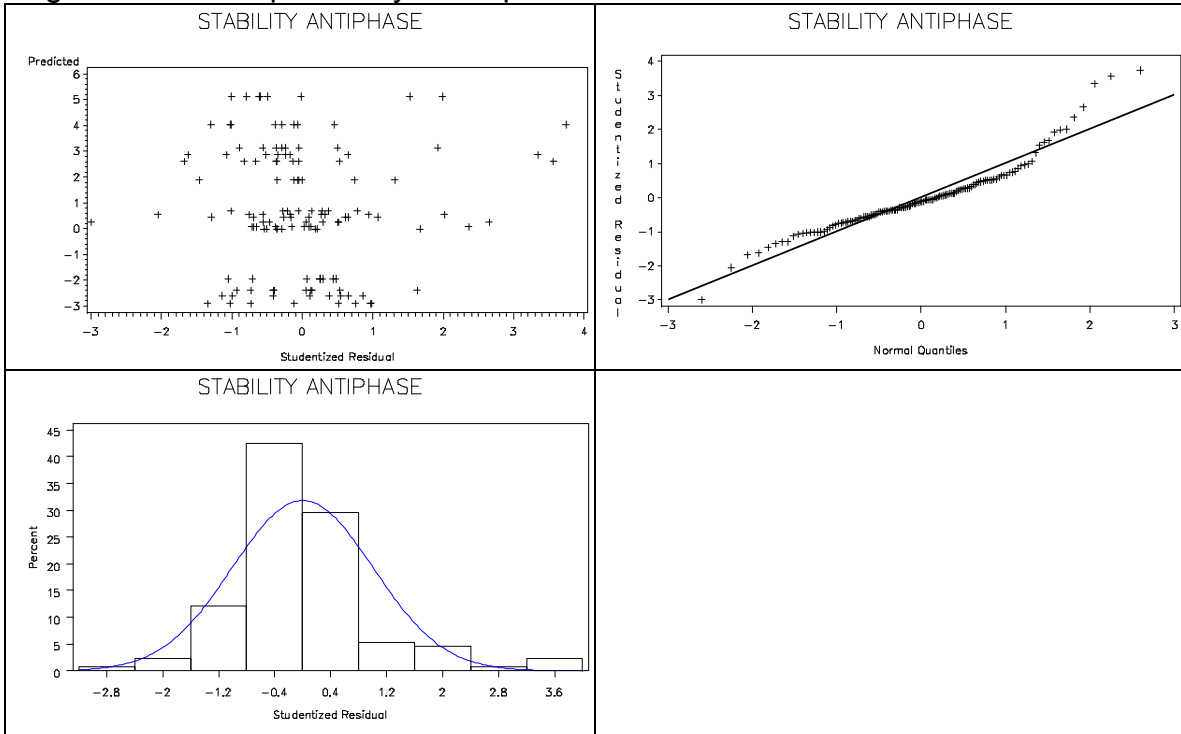 STABILITY ANTIPHASE
Predicted
6
5
4
3
2
1
0
−1
−2
−3
−3 −2 −1 0 1 2 3 4
Studentized Residual
STABILITY ANTIPHASE
Studentized Residual
4
3
2
1
0
−1
−2
−3
−3 −2 −1 0 1 2 3
Normal Quantiles
STABILITY ANTIPHASE
Percent
45
40
35
30
25
20
15
10
5
0
−2.8 −2 −1.2 −0.4 0.4 1.2 2 2.8 3.6
Studentized Residual